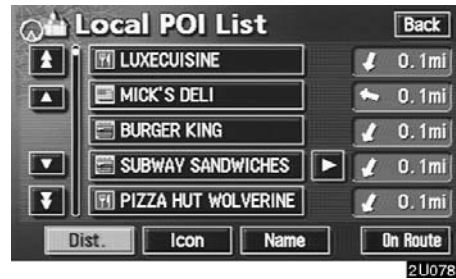 Local POI List Back
LUXECUISINE 0.1mi
MICK'S DELI 0.1mi
BURGER KING 0.1mi
SUBWAY SANDWICHES 0.1mi
PIZZA HUT WOLVERINE 0.1mi
Dist. Icon Name On Route
2U078